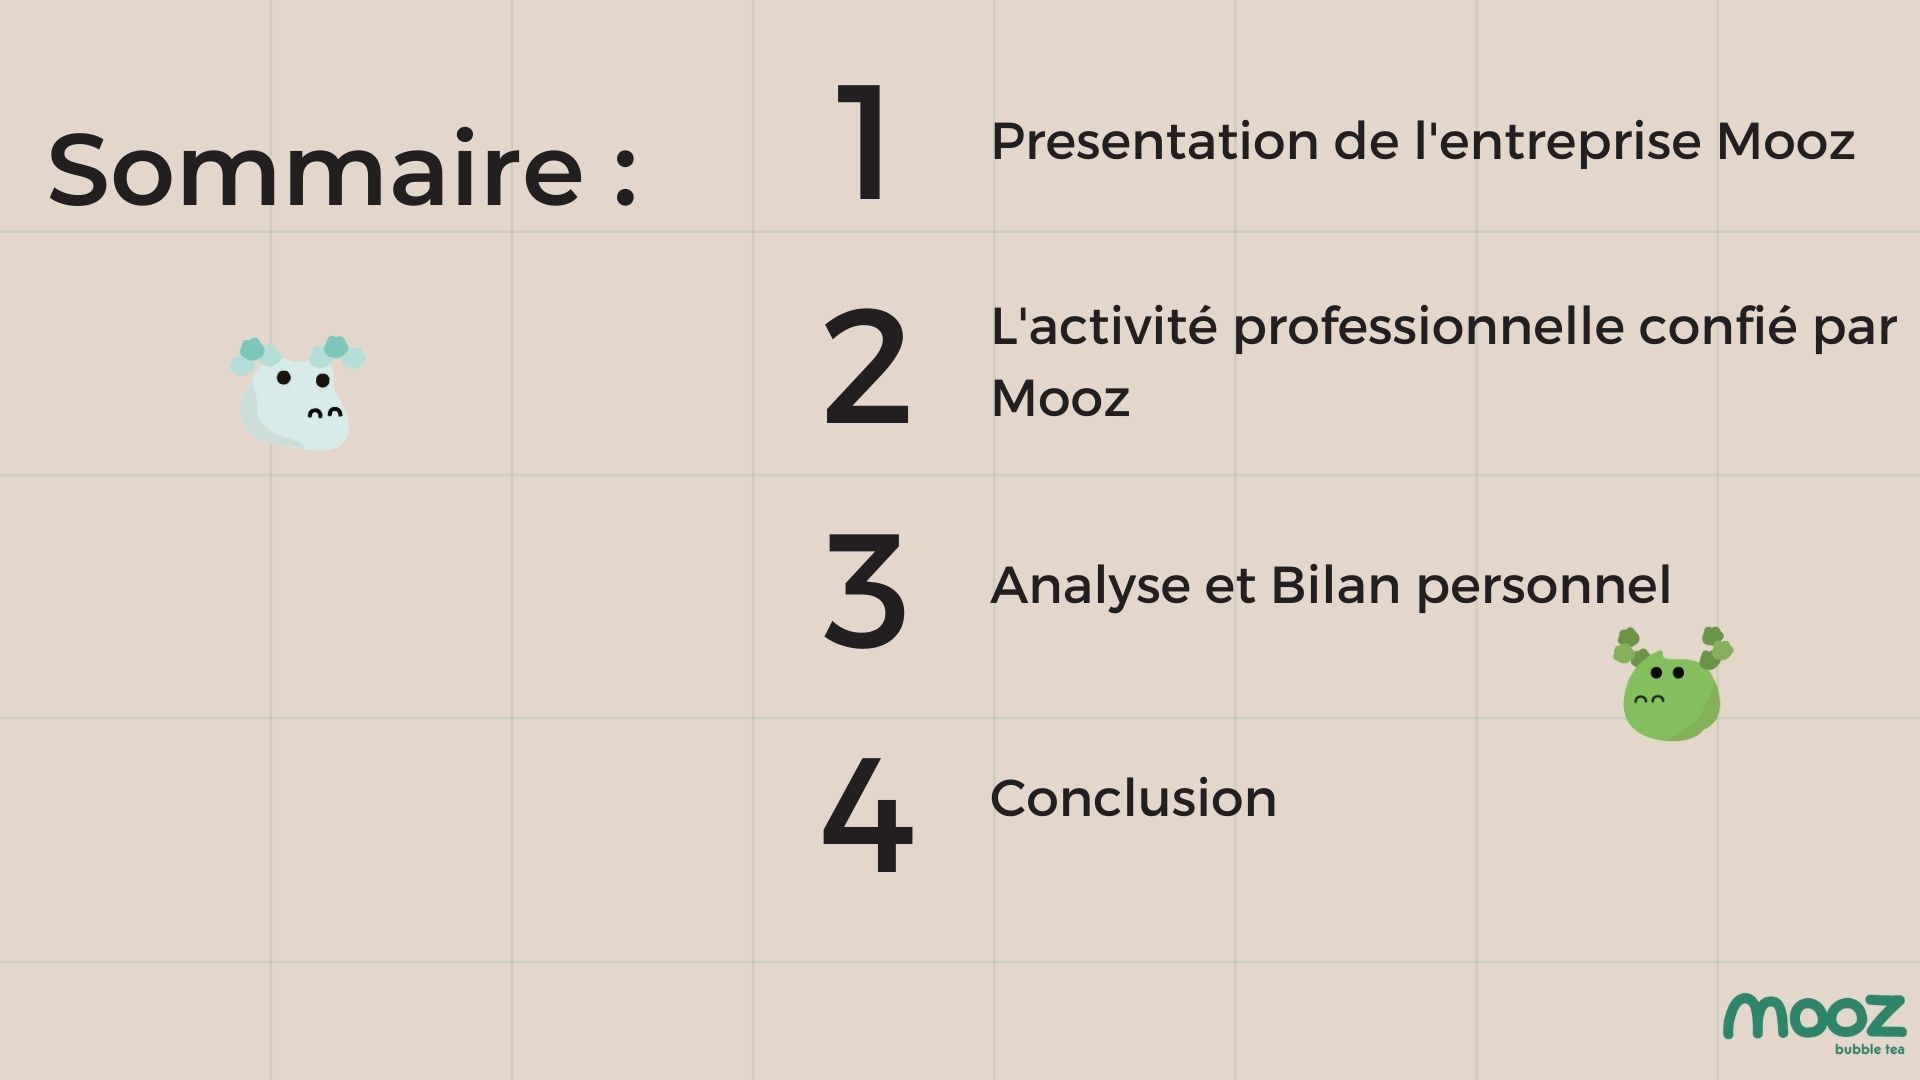 Sommaire :
1
Presentation de l'entreprise Mooz
2
L'activité professionnelle confié par
Mooz
3
Analyse et Bilan personnel
4
Conclusion
mooz
bubble tea